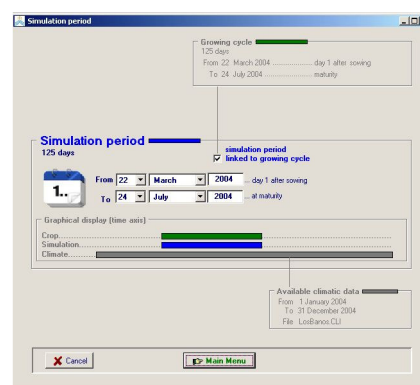 Simulation period
Growing cycle
125 days
From 22 March 2004 .................... day 1 after sowing
To 24 July 2004 .................... maturity
Simulation period
125 days
simulation period
linked to growing cycle
1..
From 22 March 2004 ... day 1 after sowing
To 24 July 2004 ... at maturity
Graphical display (time axis)
Crop
Simulation
Climate
Available climatic data
From 1 January 2004
To 31 December 2004
File LosBanos.CLI
Cancel
Main Menu